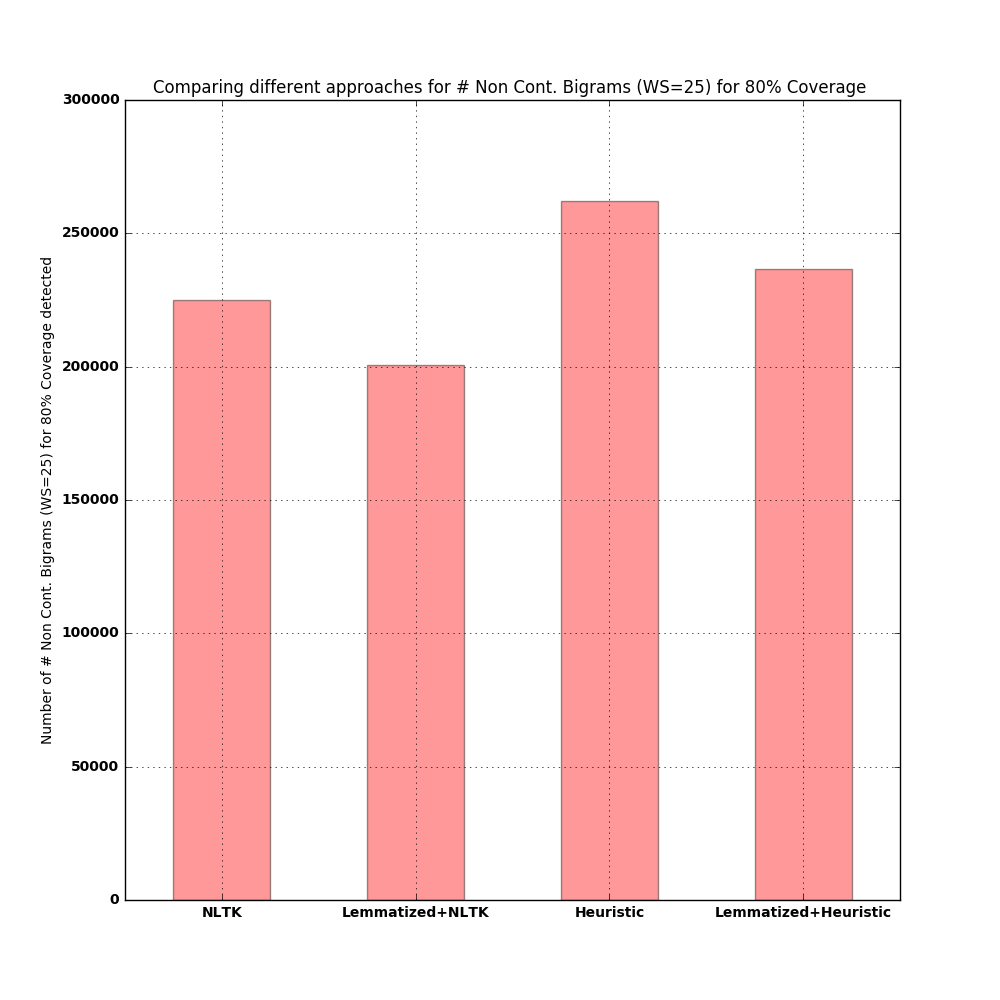 Comparing different approaches for # Non Cont. Bigrams (WS=25) for 80% Coverage
Number of # Non Cont. Bigrams (WS=25) for 80% Coverage detected
300000
250000
200000
150000
100000
50000
0
NLTK
Lemmatized+NLTK
Heuristic
Lemmatized+Heuristic